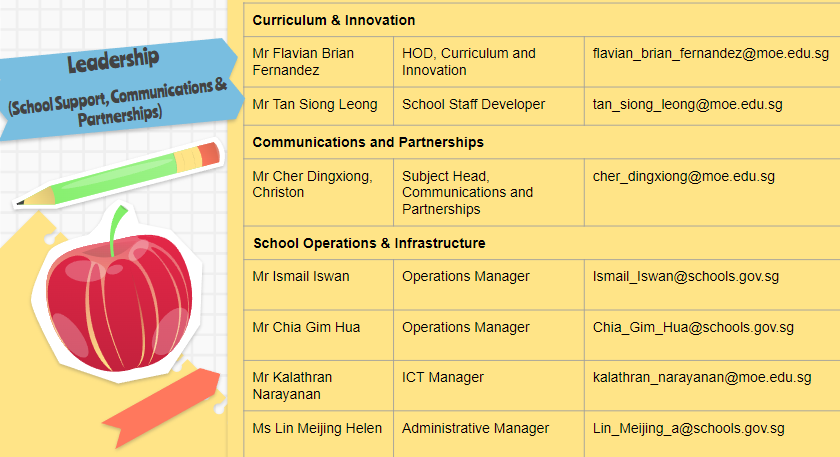 Leadership
(School Support, Communications &
Partnerships)
Curriculum & Innovation
Mr Flavian Brian
Fernandez
HOD, Curriculum and
Innovation
flavian_brian_fernandez@moe.edu.sg
Mr Tan Siong Leong
School Staff Developer
tan_siong_leong@moe.edu.sg
Communications and Partnerships
Mr Cher Dingxiong,
Christon
Subject Head,
Communications and
Partnerships
cher_dingxiong@moe.edu.sg
School Operations & Infrastructure
Mr Ismail Iswan
Operations Manager
Ismail_Iswan@schools.gov.sg
Mr Chia Gim Hua
Operations Manager
Chia_Gim_Hua@schools.gov.sg
Mr Kalathran
Narayanan
ICT Manager
kalathran_narayanan@moe.edu.sg
Ms Lin Meijing Helen
Administrative Manager
Lin_Meijing_a@schools.gov.sg